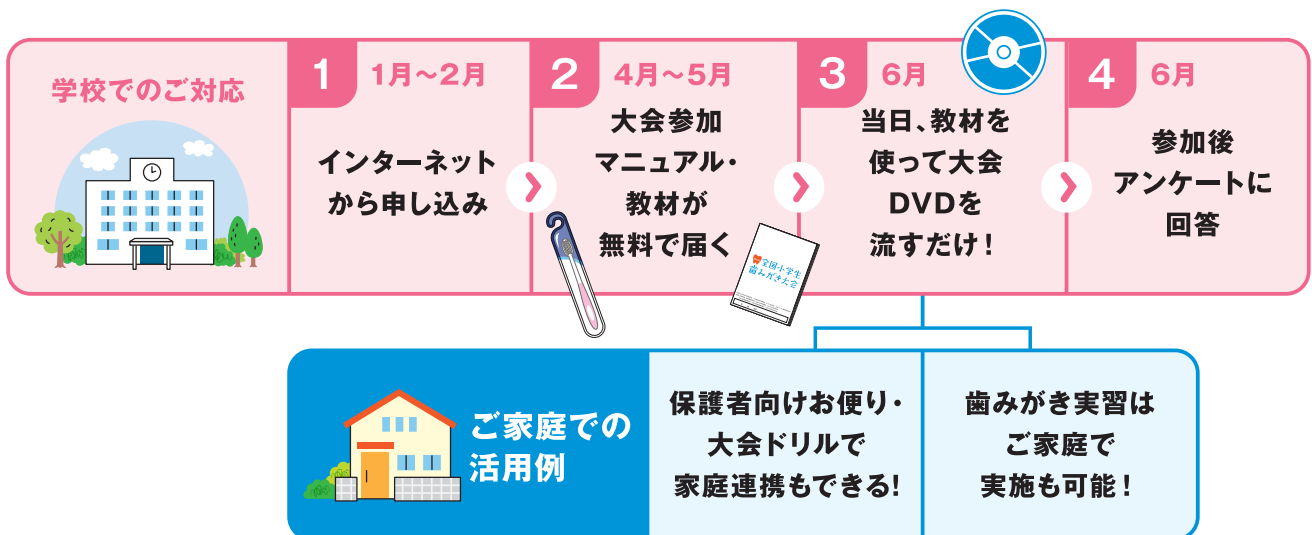 学校でのご対応
1
1月～2月
インターネット
から申し込み
2
4月～5月
大会参加
マニュアル・
教材が
無料で届く
全国小学生
歯みがき大会
3
6月
当日、教材を
使って大会
DVDを
流すだけ！
4
6月
参加後
アンケートに
回答
ご家庭での
活用例
保護者向けお便り・
大会ドリルで
家庭連携もできる!
歯みがき実習は
ご家庭で
実施も可能！